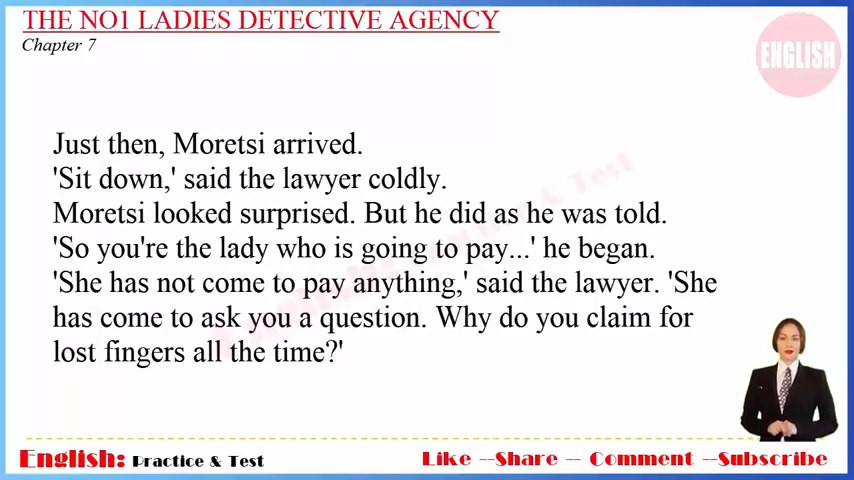 THE NO1 LADIES DETECTIVE AGENCY
Chapter 7
ENGLISH
Just then, Moretsi arrived.
'Sit down,' said the lawyer coldly.
Moretsi looked surprised. But he did as he was told.
'So you're the lady who is going to pay...' he began.
'She has not come to pay anything,' said the lawyer. 'She
has come to ask you a question. Why do you claim for
lost fingers all the time?'
English: Practice & Test
Like --Share -- Comment --Subscribe